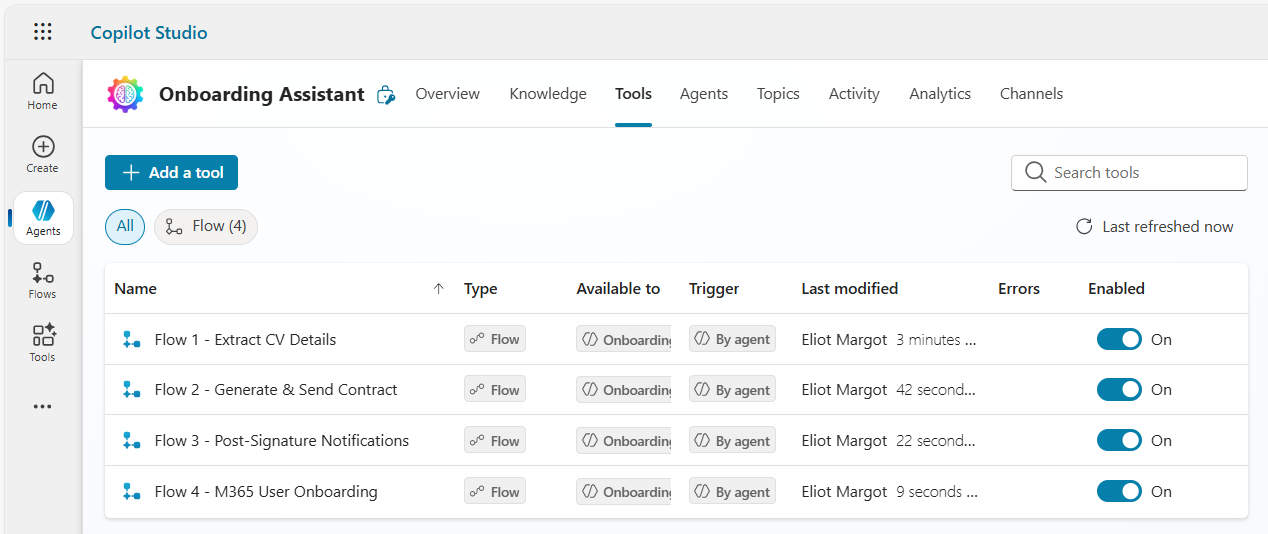 Copilot Studio
Home
Create
Agents
Flows
Tools
Onboarding Assistant Overview Knowledge Tools Agents Topics Activity Analytics Channels
Add a tool
Search tools
All Flow (4)
Last refreshed now
Name Type Available to Trigger Last modified Errors Enabled
Flow 1 - Extract CV Details Flow Onboarding By agent Eliot Margot 3 minutes ... On
Flow 2 - Generate & Send Contract Flow Onboarding By agent Eliot Margot 42 second... On
Flow 3 - Post-Signature Notifications Flow Onboarding By agent Eliot Margot 22 second... On
Flow 4 - M365 User Onboarding Flow Onboarding By agent Eliot Margot 9 seconds ... On